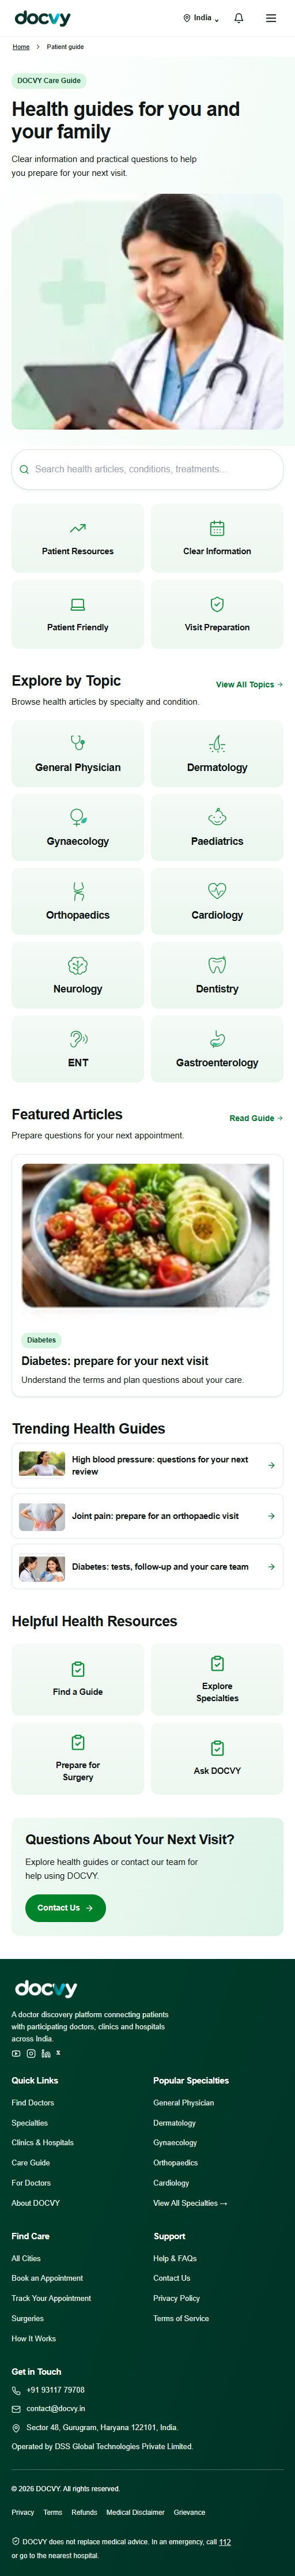 docvy
India
Home > Patient guide
DOCVY Care Guide
Health guides for you and
your family
Clear information and practical questions to help
you prepare for your next visit.
Search health articles, conditions, treatments...
Patient Resources
Clear Information
Patient Friendly
Visit Preparation
Explore by Topic
View All Topics →
Browse health articles by specialty and condition.
General Physician
Dermatology
Gynaecology
Paediatrics
Orthopaedics
Cardiology
Neurology
Dentistry
ENT
Gastroenterology
Featured Articles
Read Guide →
Prepare questions for your next appointment.
Diabetes
Diabetes: prepare for your next visit
Understand the terms and plan questions about your care.
Trending Health Guides
High blood pressure: questions for your next
review
Joint pain: prepare for an orthopaedic visit
Diabetes: tests, follow-up and your care team
Helpful Health Resources
Find a Guide
Explore
Specialties
Prepare for
Surgery
Ask DOCVY
Questions About Your Next Visit?
Explore health guides or contact our team for
help using DOCVY.
Contact Us →
docvy
A doctor discovery platform connecting patients
with participating doctors, clinics and hospitals
across India.
Quick Links
Find Doctors
Specialties
Clinics & Hospitals
Care Guide
For Doctors
About DOCVY
Popular Specialties
General Physician
Dermatology
Gynaecology
Orthopaedics
Cardiology
View All Specialties →
Find Care
All Cities
Book an Appointment
Track Your Appointment
Surgeries
How It Works
Support
Help & FAQs
Contact Us
Privacy Policy
Terms of Service
Get in Touch
+91 93117 79708
contact@docvy.in
Sector 48, Gurugram, Haryana 122101, India.
Operated by DSS Global Technologies Private Limited.
© 2026 DOCVY. All rights reserved.
Privacy Terms Refunds Medical Disclaimer Grievance
DOCVY does not replace medical advice. In an emergency, call 112
or go to the nearest hospital.